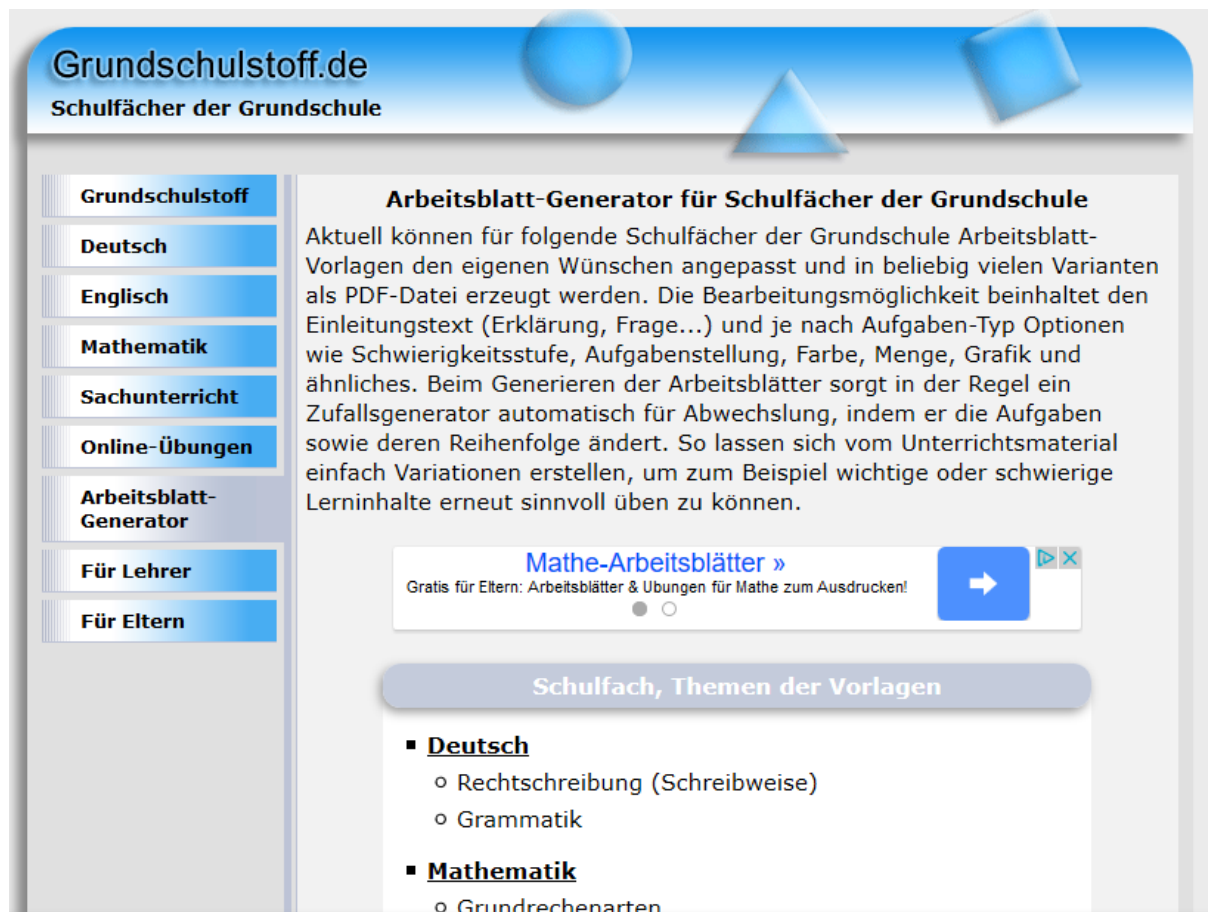 Grundschulstoff.de
Schulfächer der Grundschule
Grundschulstoff
Deutsch
Englisch
Mathematik
Sachunterricht
Online-Übungen
Arbeitsblatt-
Generator
Für Lehrer
Für Eltern
Arbeitsblatt-Generator für Schulfächer der Grundschule
Aktuell können für folgende Schulfächer der Grundschule Arbeitsblatt-
Vorlagen den eigenen Wünschen angepasst und in beliebig vielen Varianten
als PDF-Datei erzeugt werden. Die Bearbeitungsmöglichkeit beinhaltet den
Einleitungstext (Erklärung, Frage...) und je nach Aufgaben-Typ Optionen
wie Schwierigkeitsstufe, Aufgabenstellung, Farbe, Menge, Grafik und
ähnliches. Beim Generieren der Arbeitsblätter sorgt in der Regel ein
Zufallsgenerator automatisch für Abwechslung, indem er die Aufgaben
sowie deren Reihenfolge ändert. So lassen sich vom Unterrichtsmaterial
einfach Variationen erstellen, um zum Beispiel wichtige oder schwierige
Lerninhalte erneut sinnvoll üben zu können.
Mathe-Arbeitsblätter »
Gratis für Eltern: Arbeitsblätter & Übungen für Mathe zum Ausdrucken!
Schulfach, Themen der Vorlagen
Deutsch
Rechtschreibung (Schreibweise)
Grammatik
Mathematik
Grundrechenarten